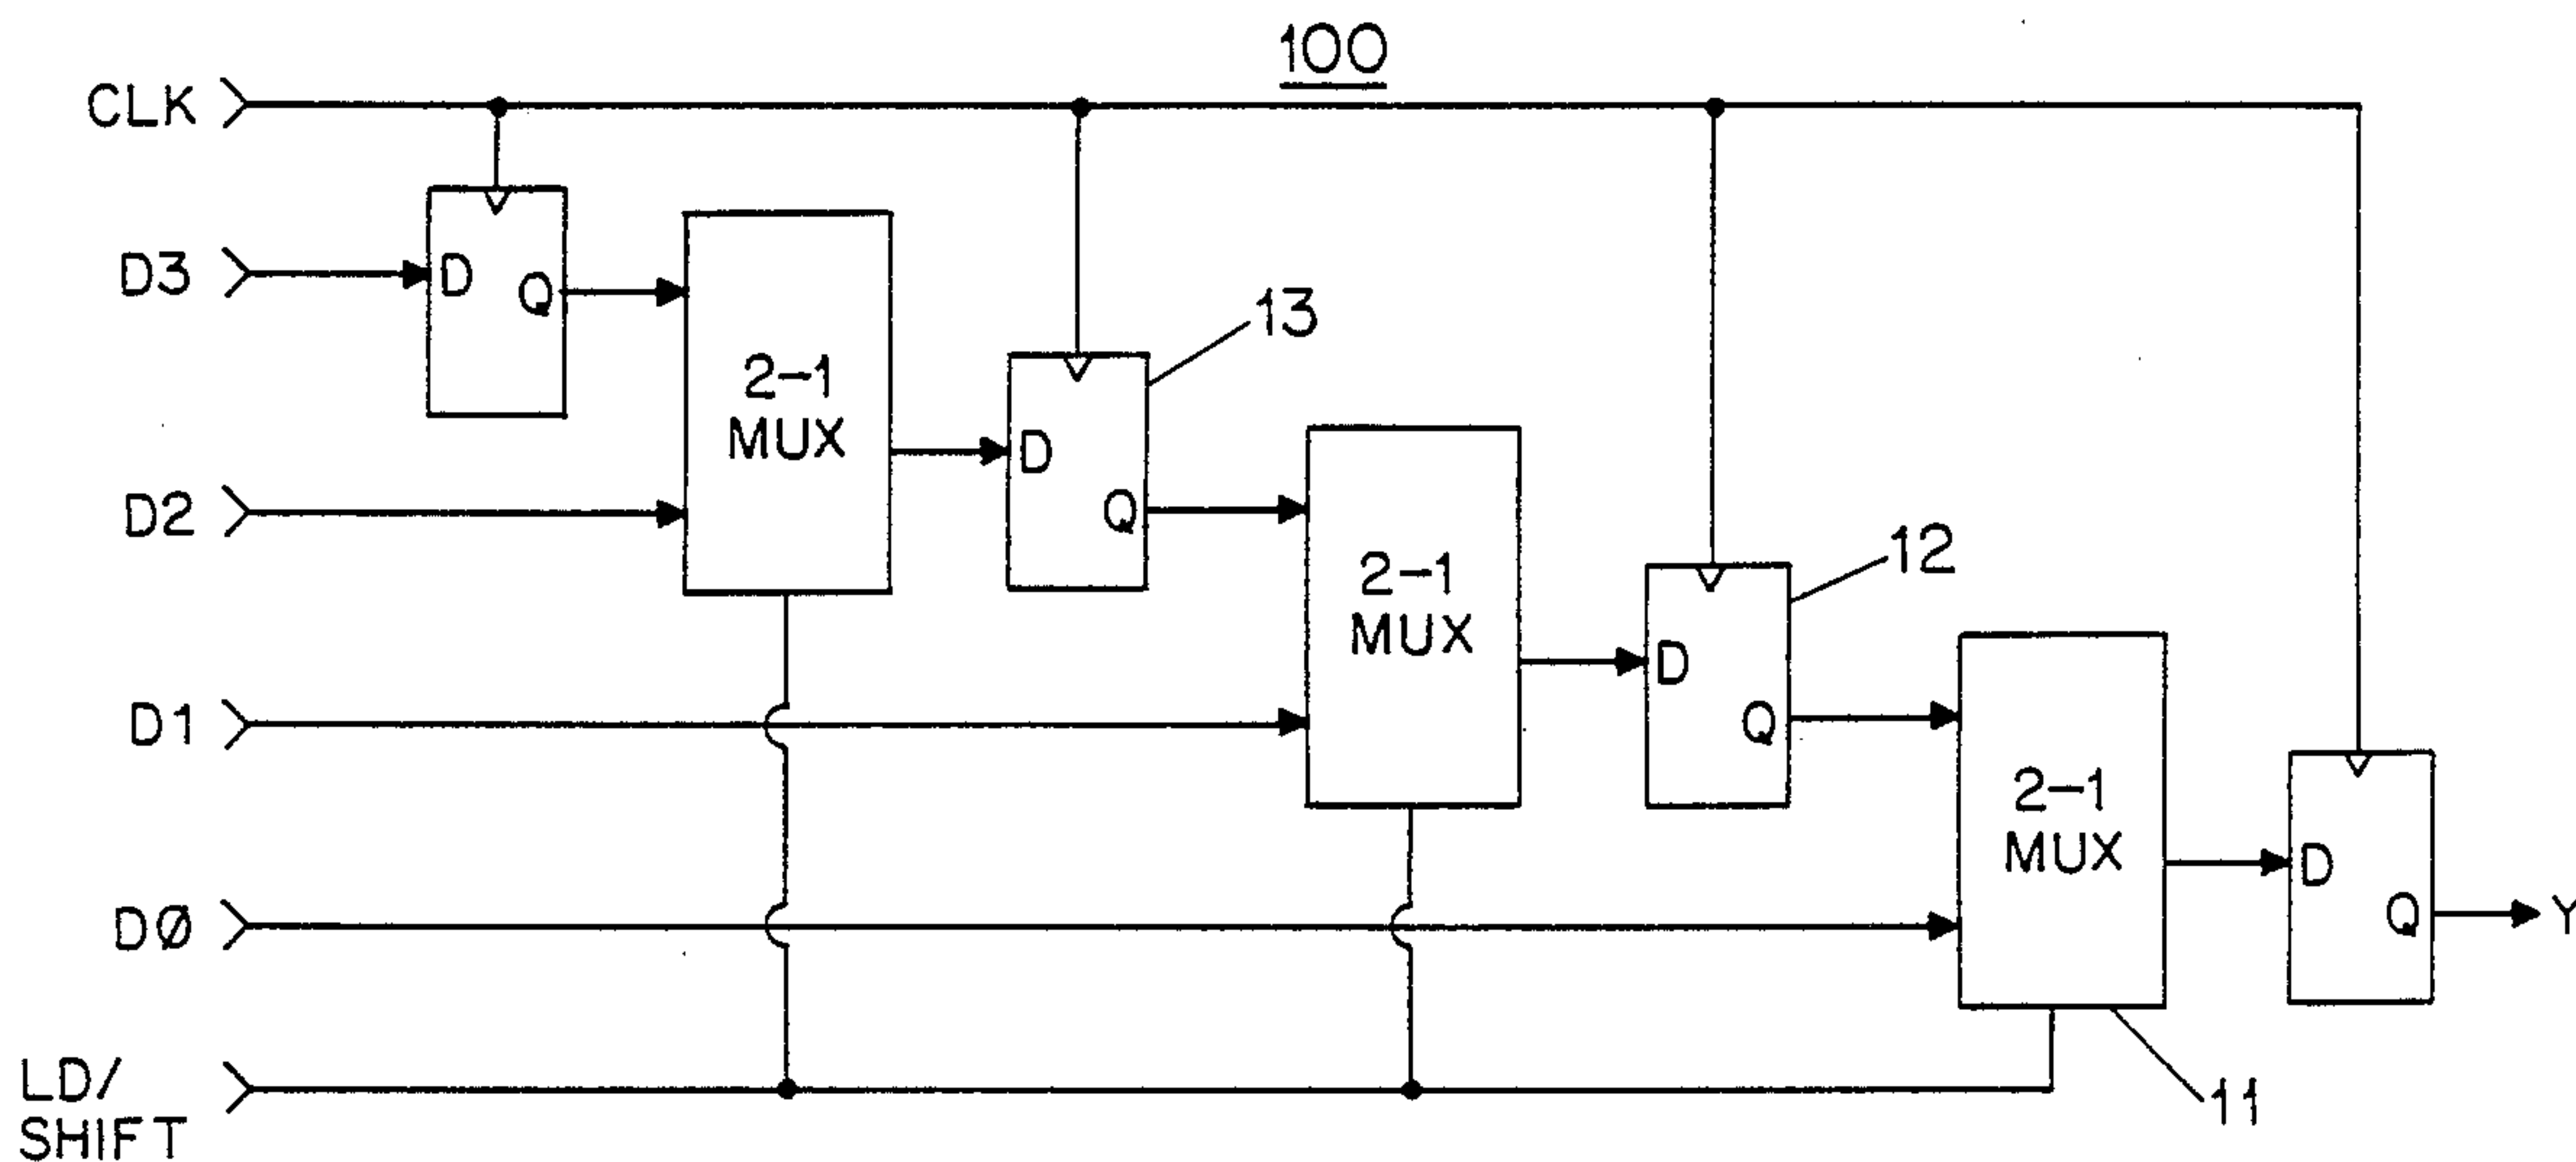 100
CLK
D3
D
Q
2-1
MUX
13
D2
D
Q
2-1
MUX
12
D1
D
Q
2-1
MUX
DØ
D
Q
Y
LD/
SHIFT
11